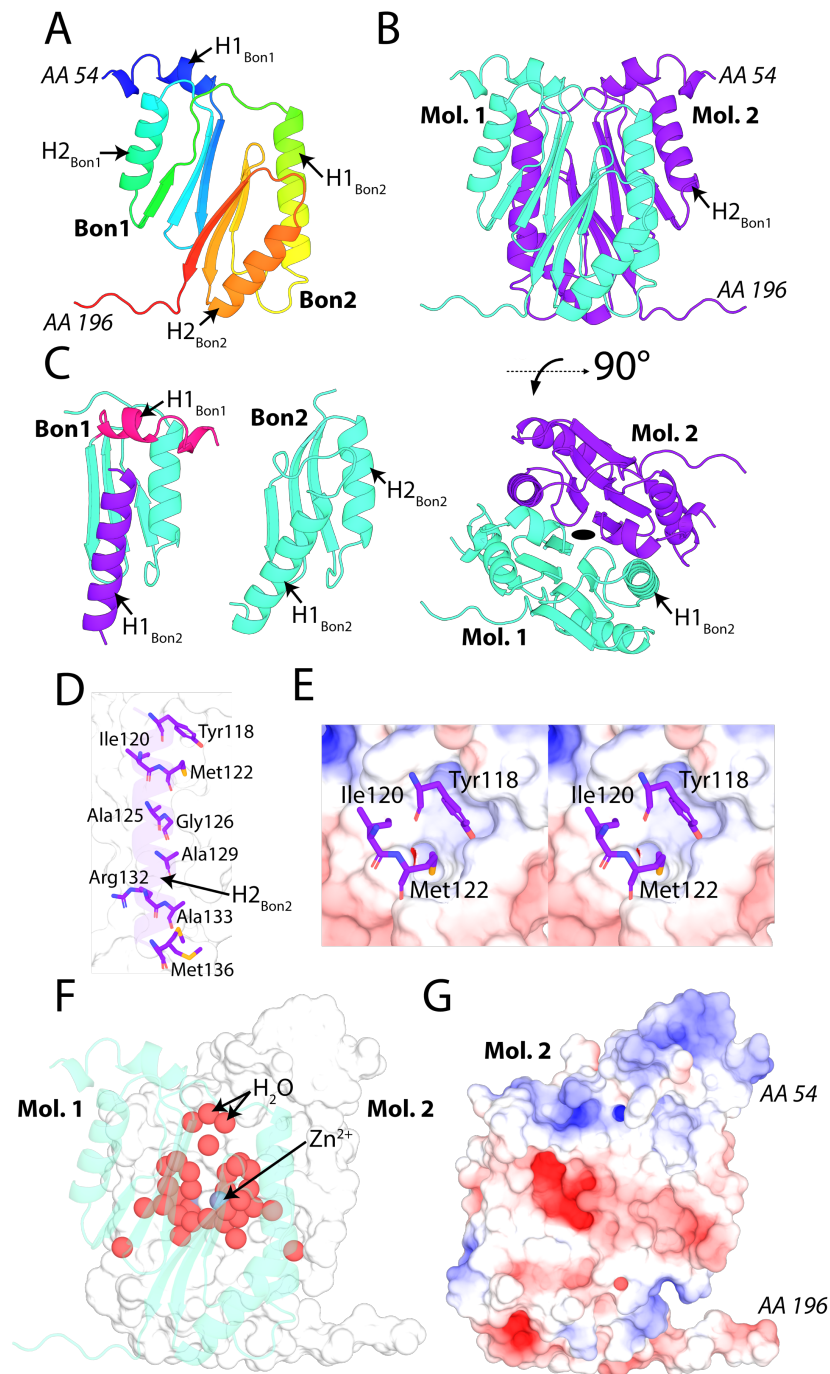 A
H1Bon1
AA 54
H2Bon1
H1Bon2
Bon1
Bon2
AA 196
H2Bon2
B
AA 54
Mol. 1
Mol. 2
H2Bon1
AA 196
90°
Mol. 2
H1Bon2
Mol. 1
C
H1Bon1
Bon1
Bon2
H2Bon2
H1Bon2
H1Bon2
D
Tyr118
Ile120
Met122
Ala125
Gly126
Ala129
Arg132
H2Bon2
Ala133
Met136
E
Tyr118
Ile120
Met122
Tyr118
Ile120
Met122
F
H2O
Mol. 1
Mol. 2
Zn2+
G
Mol. 2
AA 54
AA 196